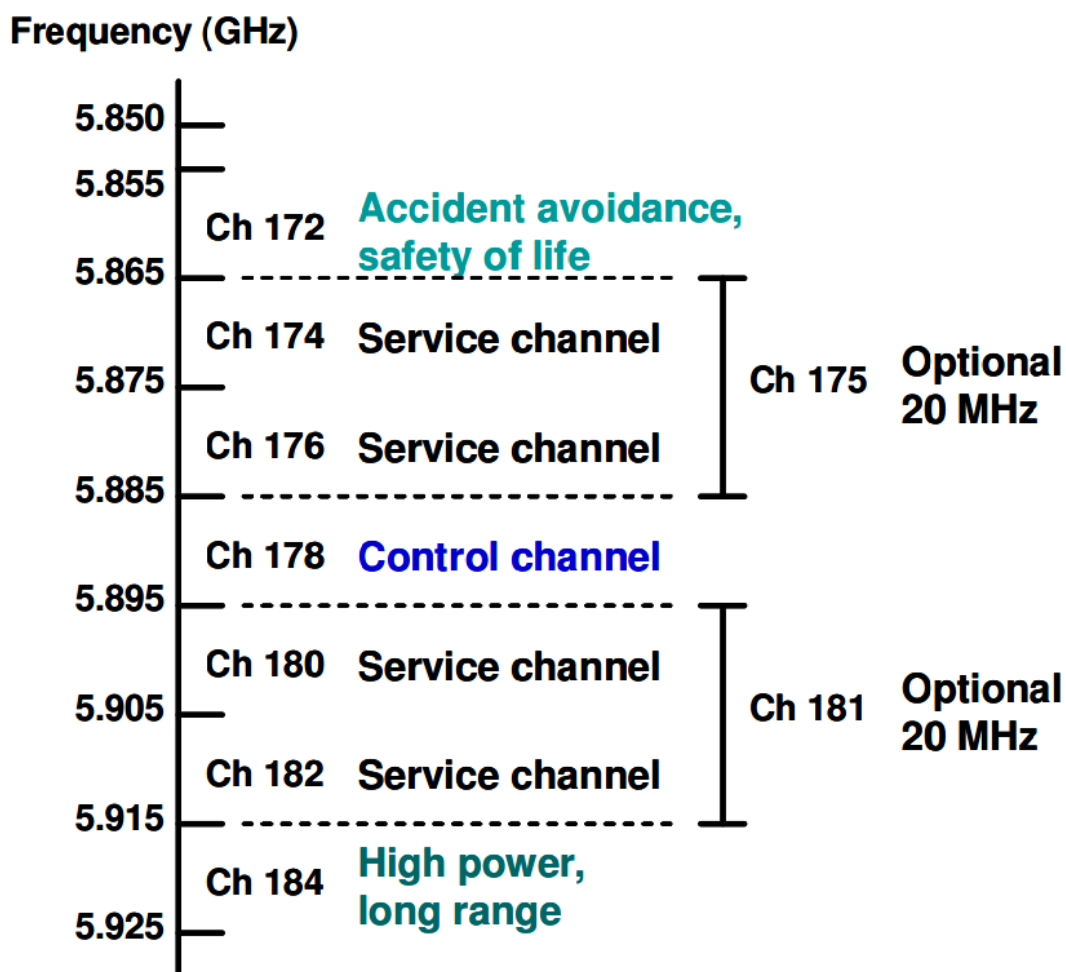 Frequency (GHz)
5.850
5.855
Ch 172 Accident avoidance,
safety of life
5.865
Ch 174 Service channel
5.875
Ch 175 Optional
20 MHz
Ch 176 Service channel
5.885
Ch 178 Control channel
5.895
Ch 180 Service channel
5.905
Ch 181 Optional
20 MHz
Ch 182 Service channel
5.915
Ch 184 High power,
long range
5.925